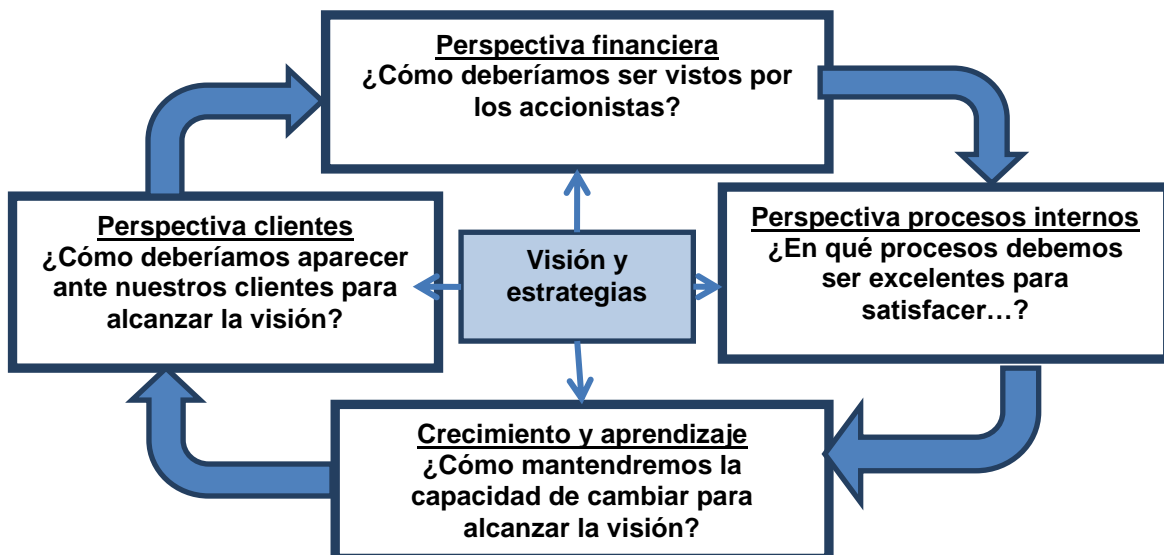 Perspectiva financiera
¿Cómo deberíamos ser vistos por
los accionistas?
Perspectiva clientes
¿Cómo deberíamos aparecer
ante nuestros clientes para
alcanzar la visión?
Visión y
estrategias
Perspectiva procesos internos
¿En qué procesos debemos
ser excelentes para
satisfacer…?
Crecimiento y aprendizaje
¿Cómo mantendremos la
capacidad de cambiar para
alcanzar la visión?